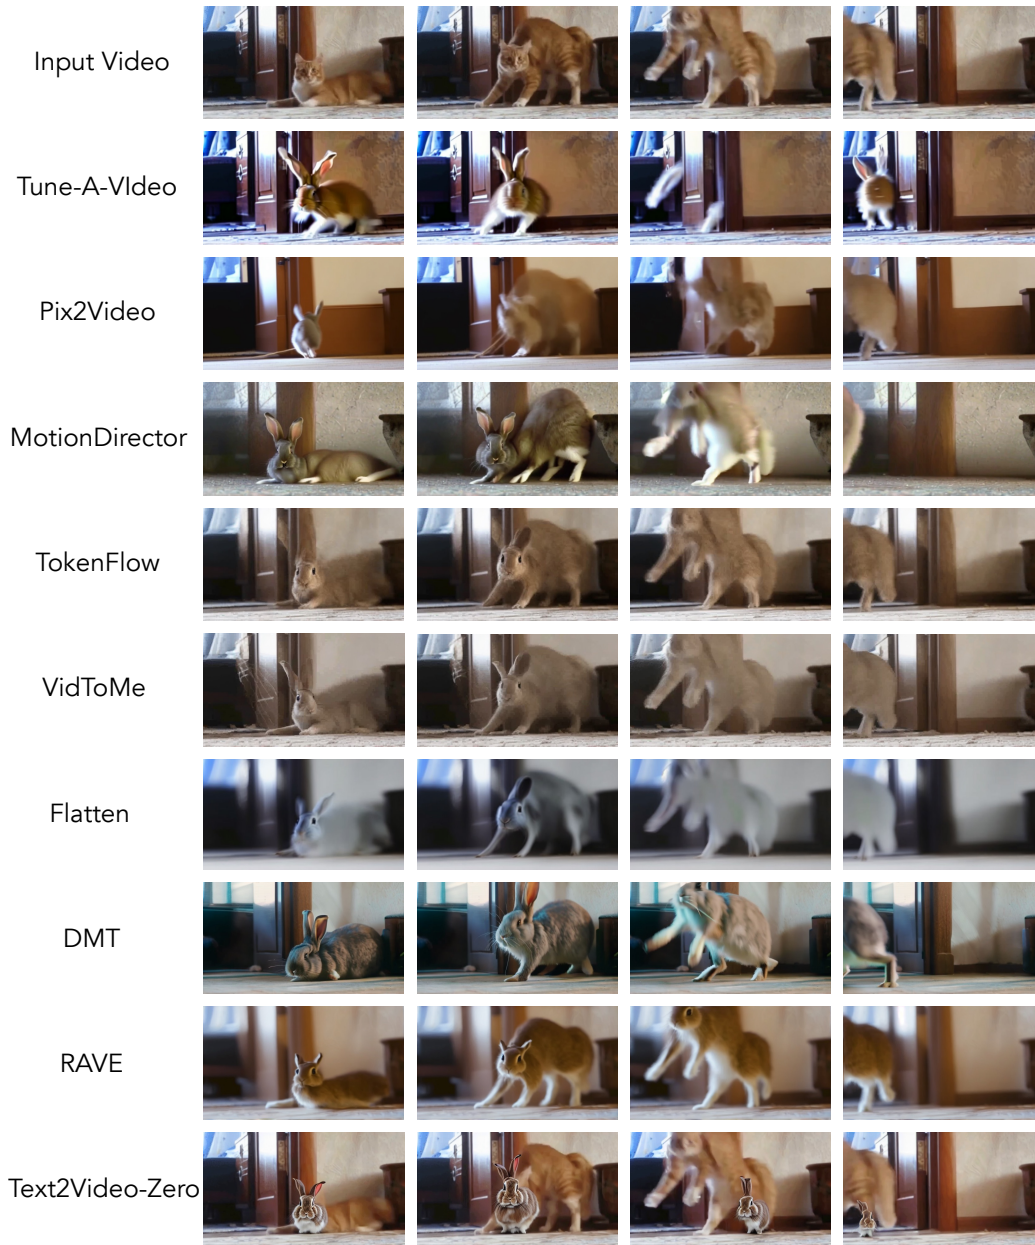 Input Video
Tune-A-VIdeo
Pix2Video
MotionDirector
TokenFlow
VidToMe
Flatten
DMT
RAVE
Text2Video-Zero